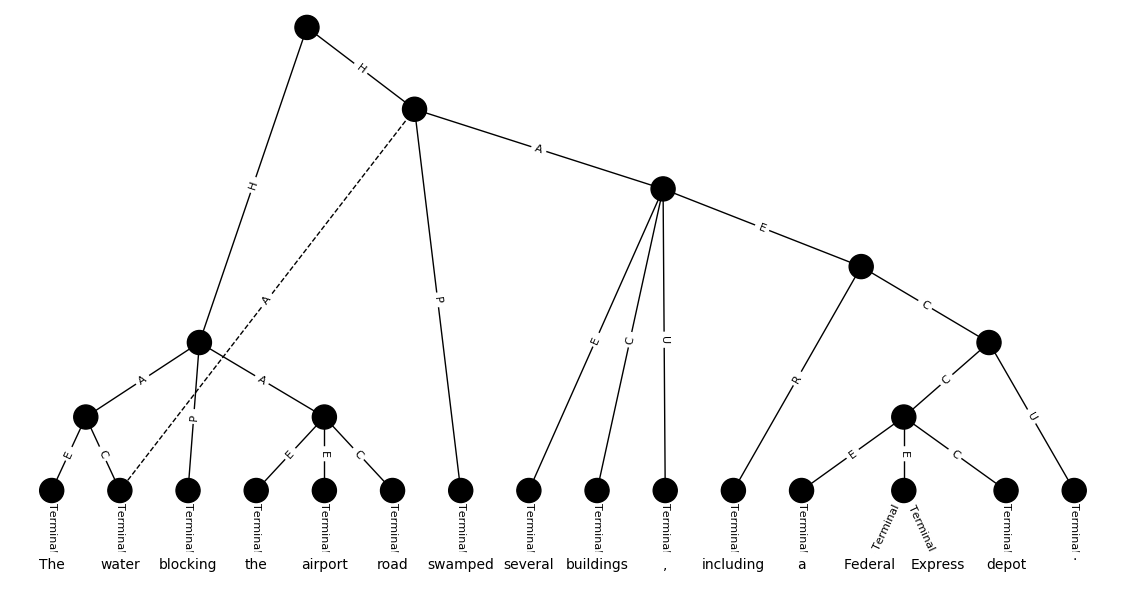 H
A
H
E
A
E
C
U
C
R
A
A
C
U
P
P
E
C
E
E
C
E
E
C
Terminal Terminal Terminal Terminal Terminal Terminal Terminal Terminal Terminal Terminal Terminal Terminal Terminal Terminal Terminal Terminal
The water blocking the airport road swamped several buildings , including a Federal Express depot .